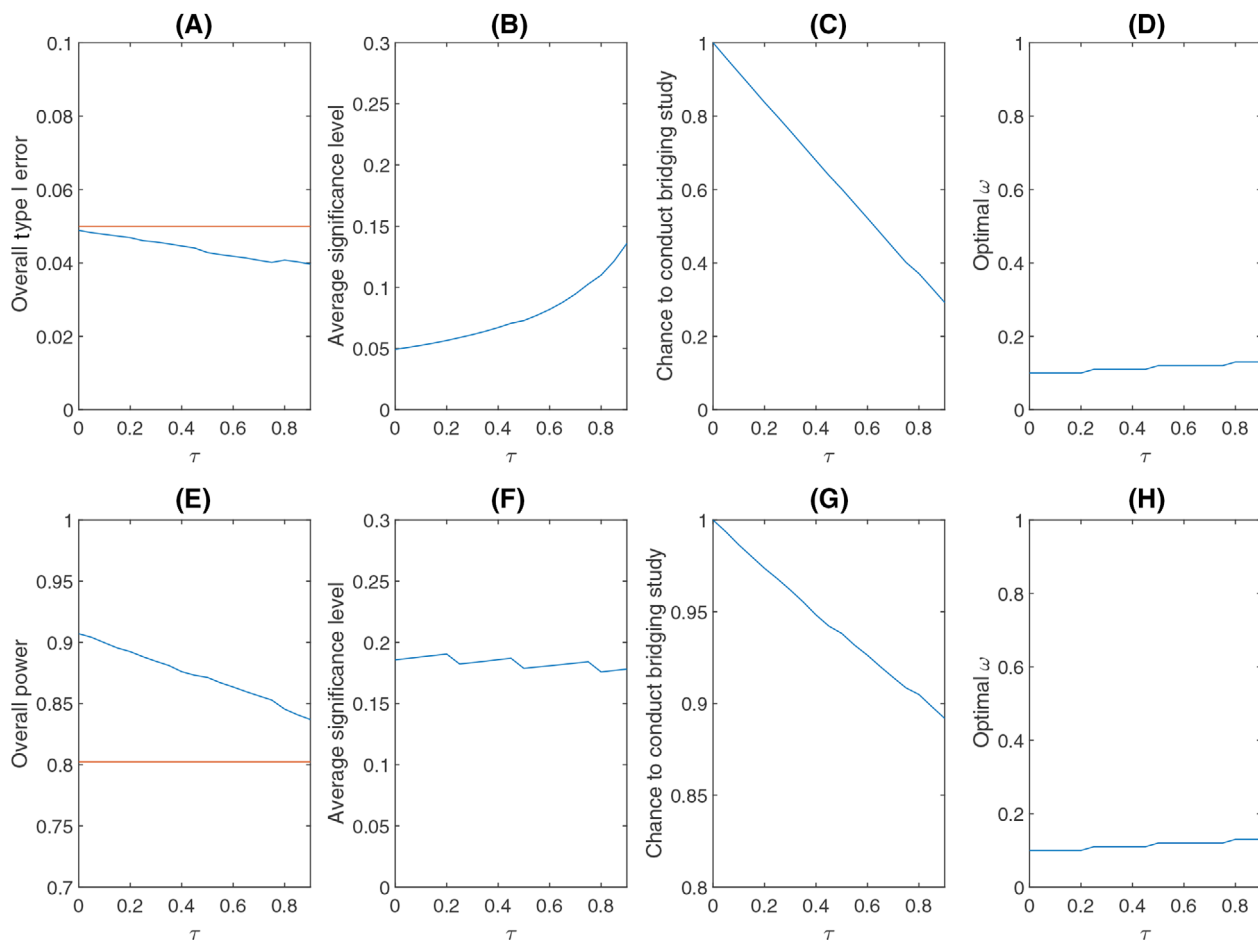 (A)
Overall type I error
0.1
0.08
0.06
0.04
0.02
0
0 0.2 0.4 0.6 0.8
τ
(B)
Average significance level
0.3
0.25
0.2
0.15
0.1
0.05
0
0 0.2 0.4 0.6 0.8
τ
(C)
Chance to conduct bridging study
1
0.8
0.6
0.4
0.2
0
0 0.2 0.4 0.6 0.8
τ
(D)
Optimal ω
1
0.8
0.6
0.4
0.2
0
0 0.2 0.4 0.6 0.8
τ
(E)
Overall power
1
0.95
0.9
0.85
0.8
0.75
0.7
0 0.2 0.4 0.6 0.8
τ
(F)
Average significance level
0.3
0.25
0.2
0.15
0.1
0.05
0
0 0.2 0.4 0.6 0.8
τ
(G)
Chance to conduct bridging study
1
0.95
0.9
0.85
0.8
0 0.2 0.4 0.6 0.8
τ
(H)
Optimal ω
1
0.8
0.6
0.4
0.2
0
0 0.2 0.4 0.6 0.8
τ